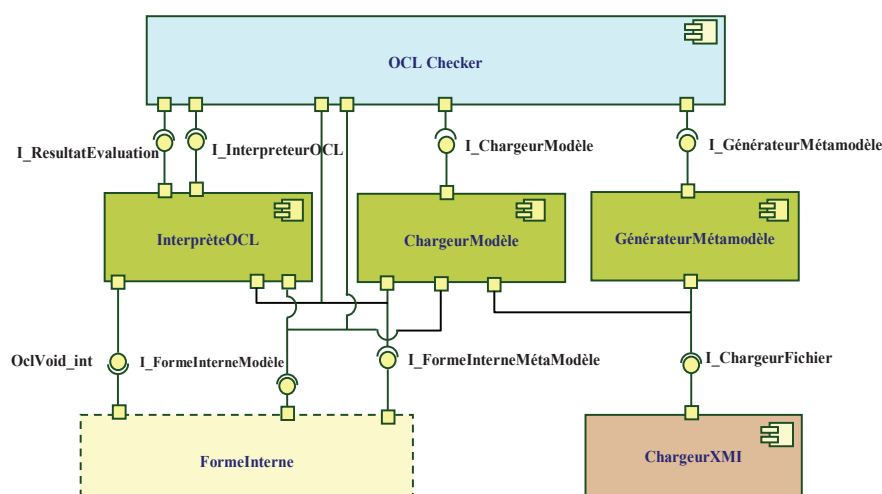 OCL Checker
I_ResultatEvaluation
I_InterpreteurOCL
I_ChargeurModèle
I_GénérateurMétamodèle
InterprèteOCL
ChargeurModèle
GénérateurMétamodèle
OclVoid_int
I_FormeInterneModèle
I_FormeInterneMétaModèle
I_ChargeurFichier
FormeInterne
ChargeurXMI